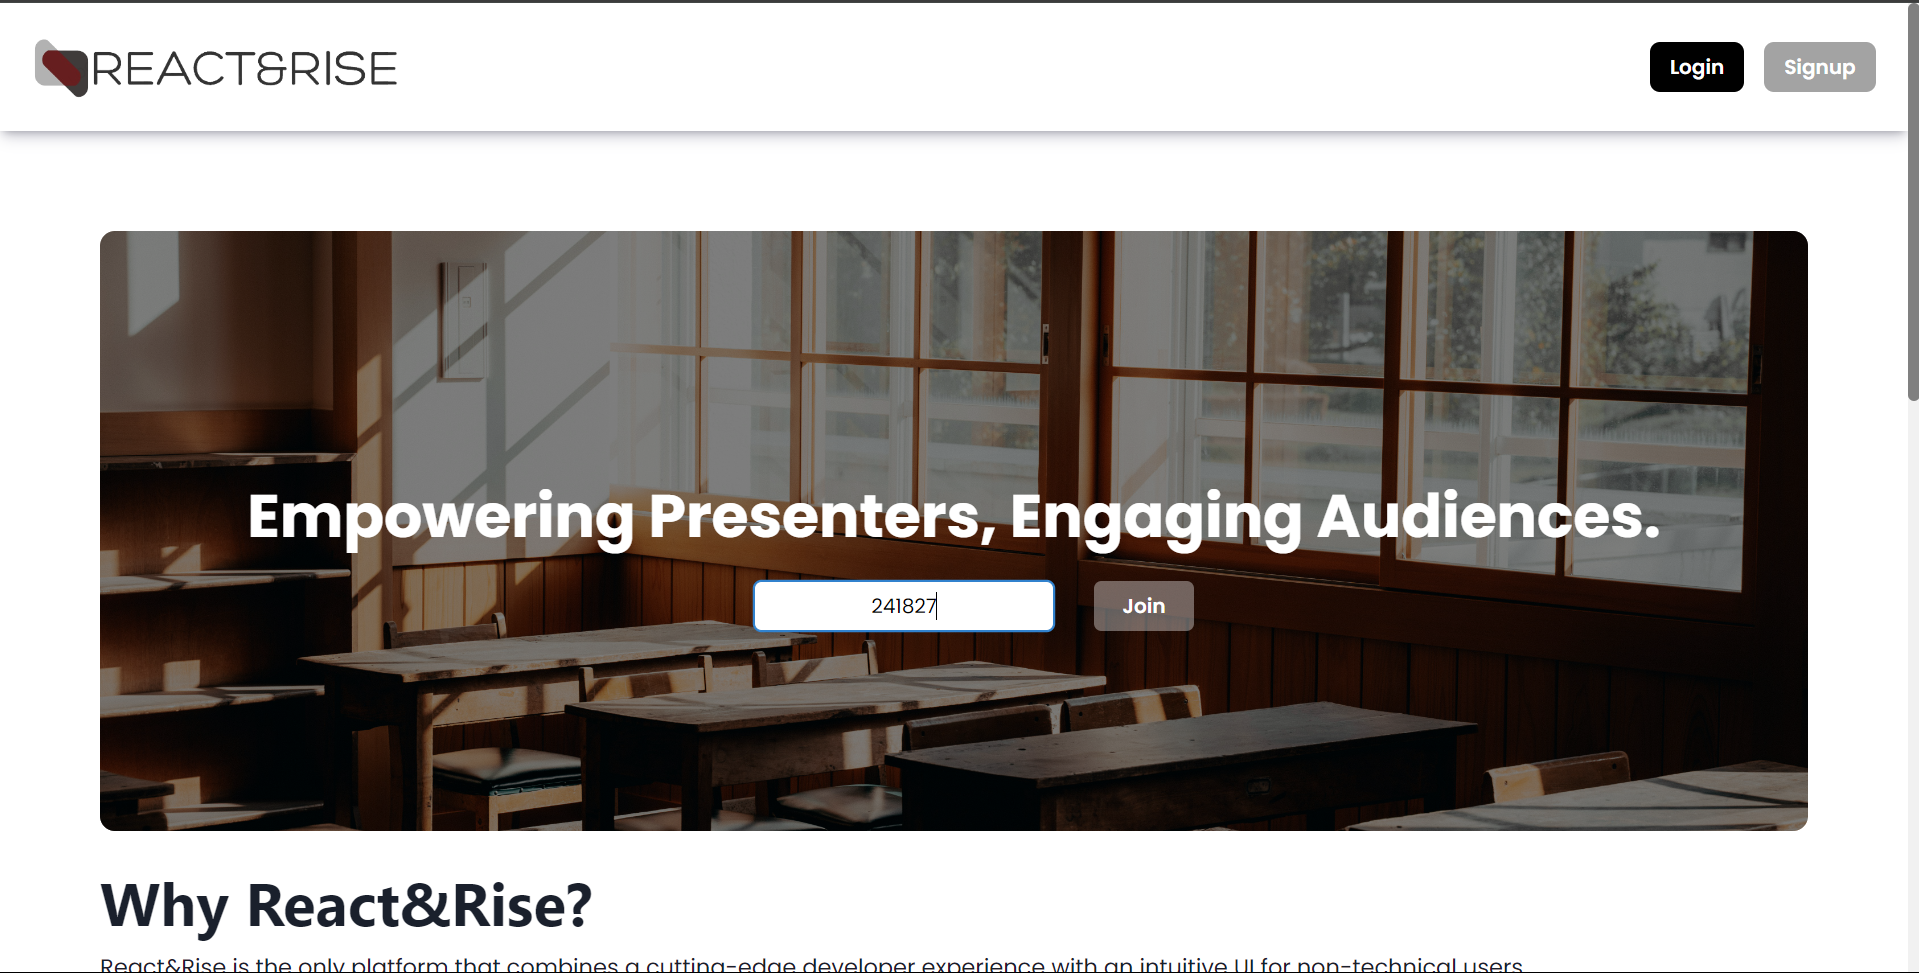 REACT&RISE
Login
Signup
Empowering Presenters, Engaging Audiences.
241827
Join
Why React&Rise?
React&Rise is the only platform that combines a cutting-edge developer experience with an intuitive UI for non-technical users